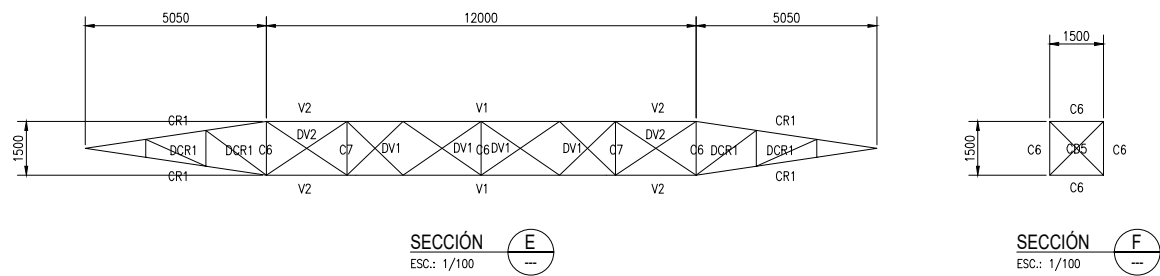 5050 12000 5050 1500
V2 V1 V2 C6
CR1 CR1
DV2 DV2
1500 DCR1 DCR1 C6 C7 DV1 DV1 C6 DV1 DV1 C7 C6 DCR1 DCR1 1500 C6 CD5 C6
CR1 CR1
V2 V1 V2 C6
SECCIÓN E
ESC.: 1/100 ---
SECCIÓN F
ESC.: 1/100 ---